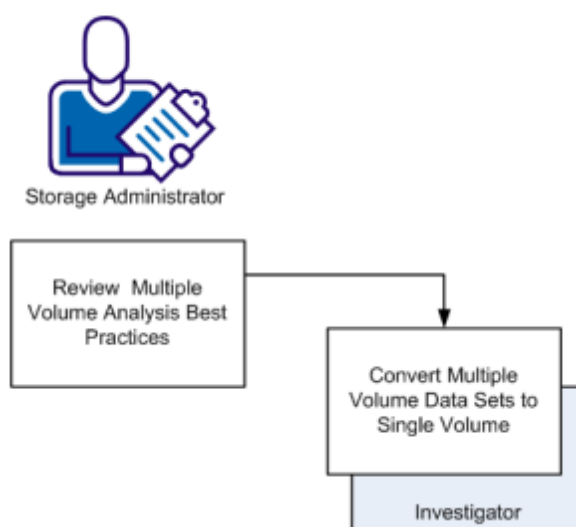 Storage Administrator
Review Multiple
Volume Analysis Best
Practices
Convert Multiple
Volume Data Sets to
Single Volume
Investigator